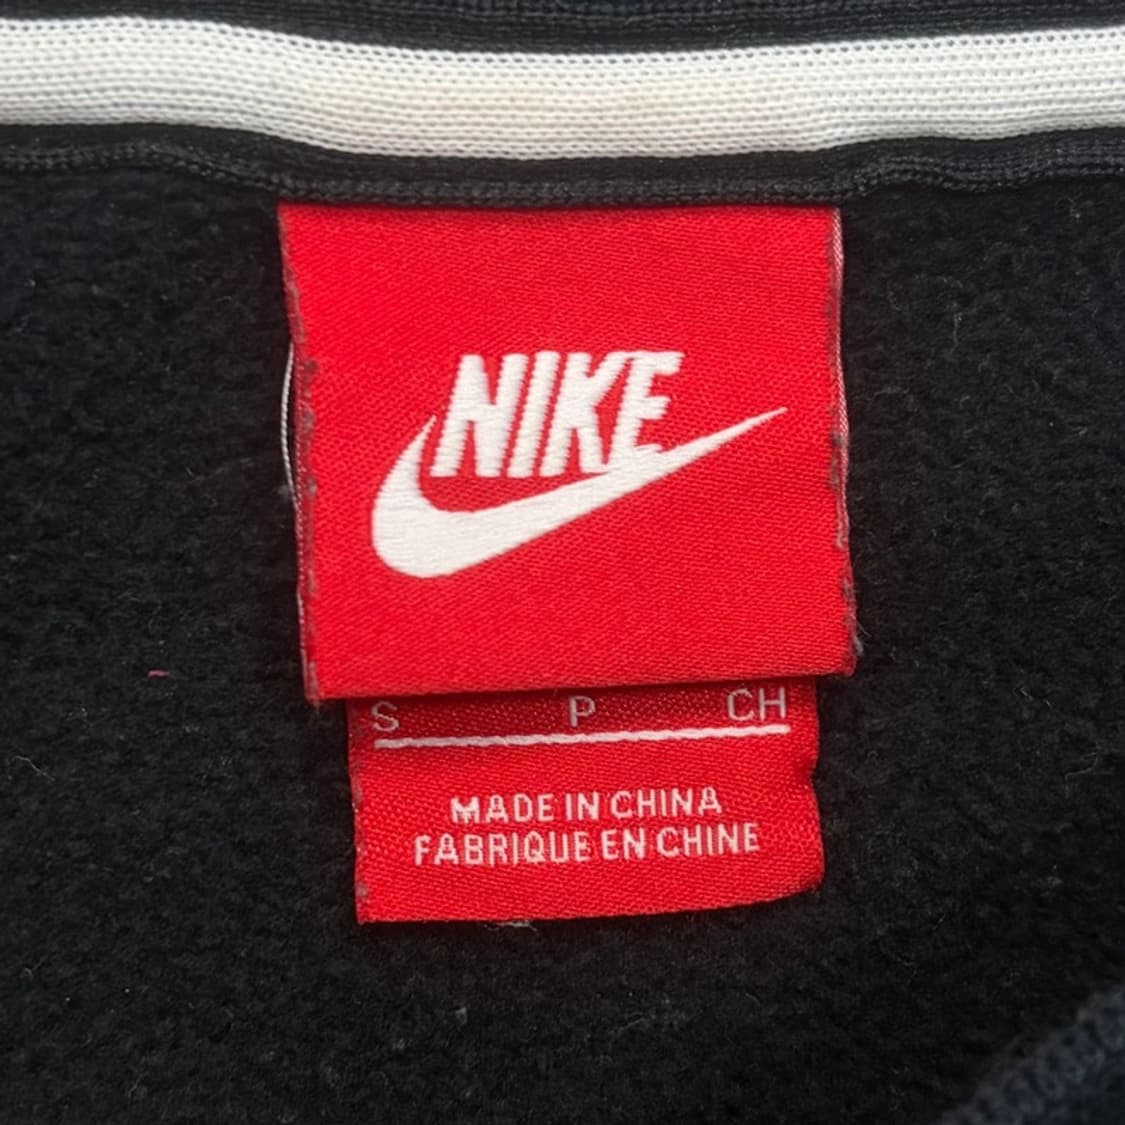 NIKE
S P CH
MADE IN CHINA
FABRIQUE EN CHINE